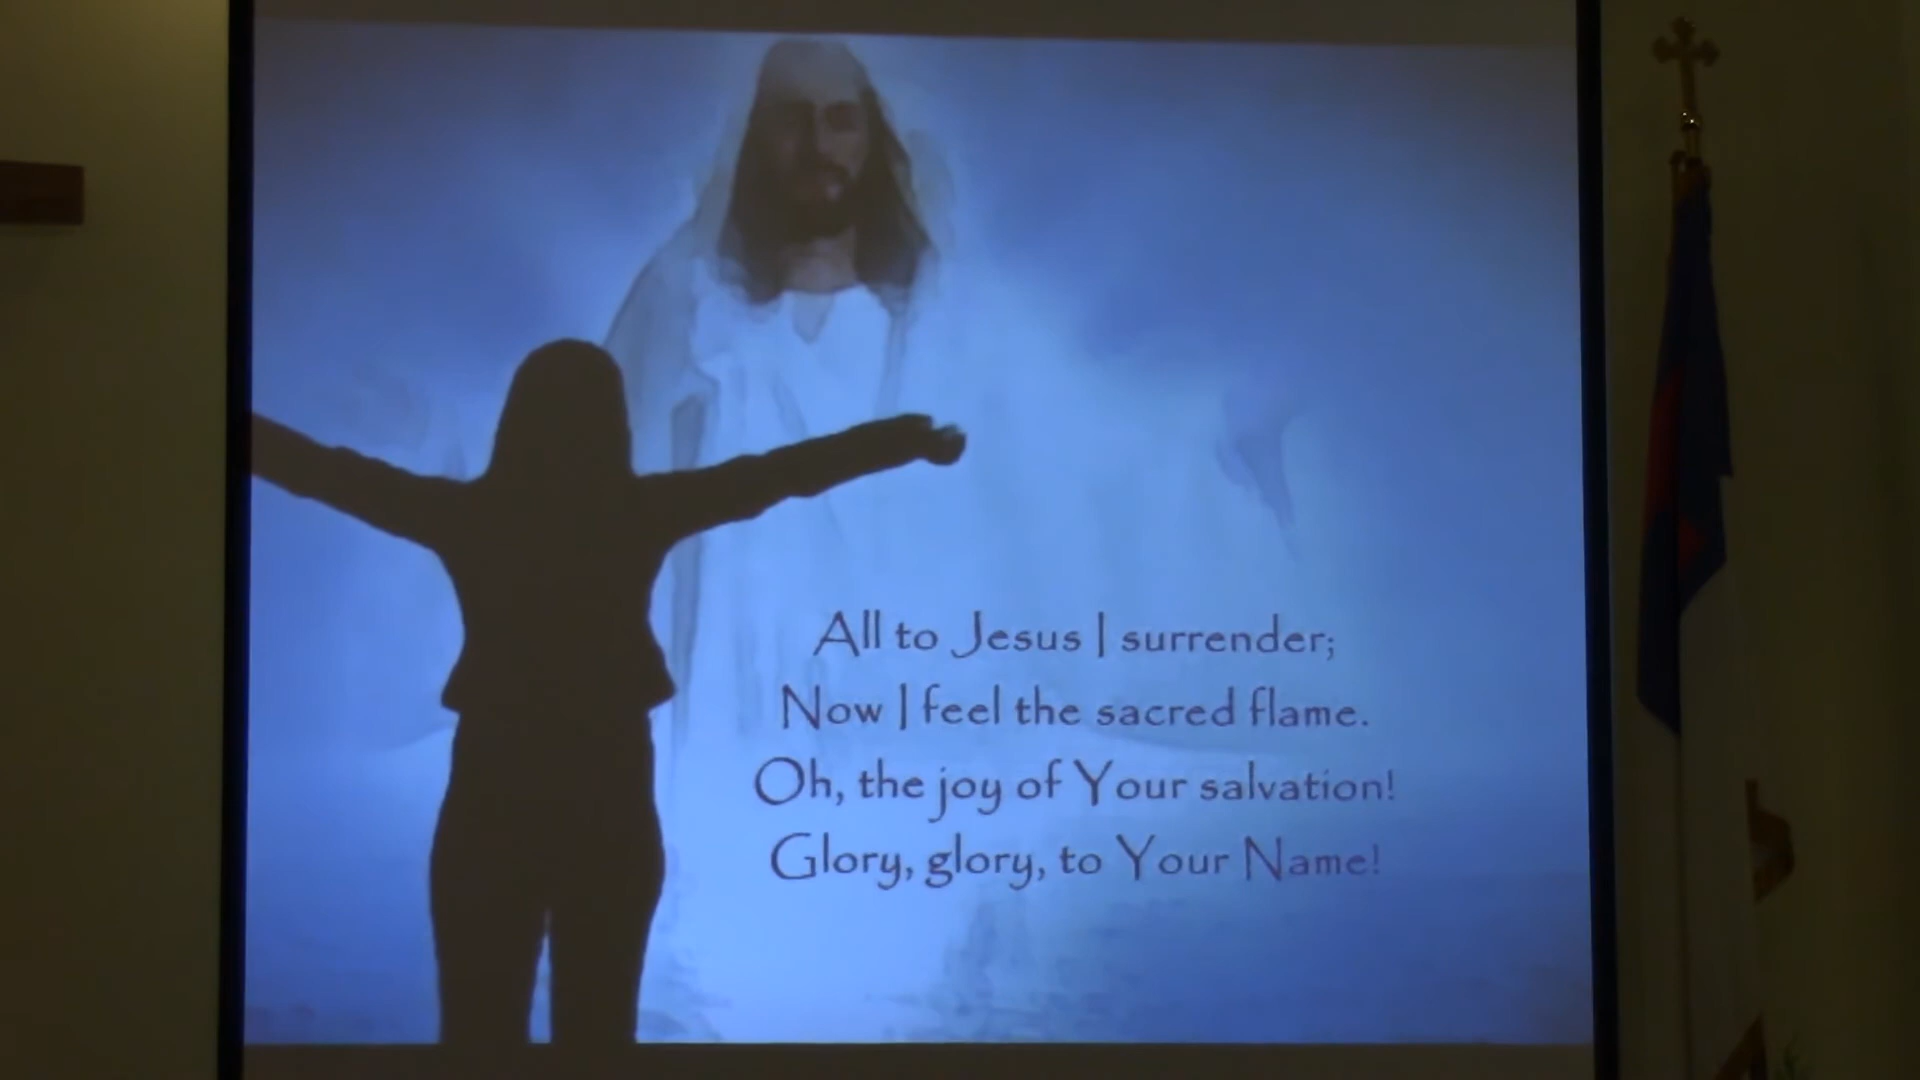 All to Jesus I surrender;
Now I feel the sacred flame.
Oh, the joy of Your salvation!
Glory, glory, to Your Name!